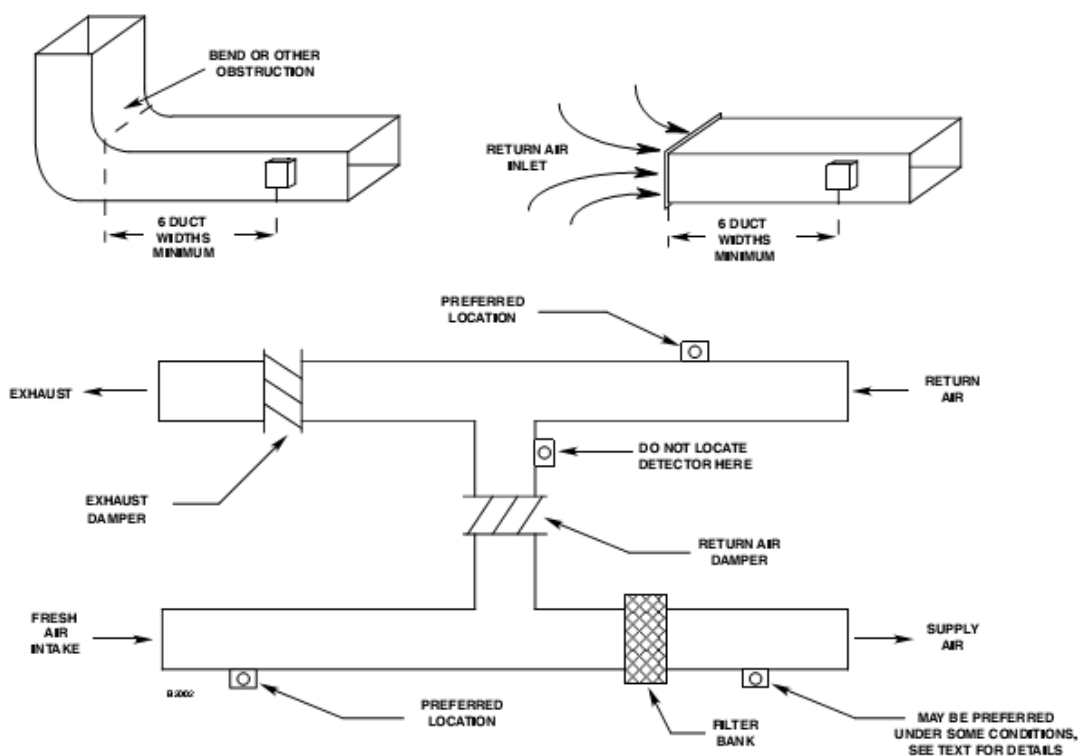 BEND OR OTHER
OBSTRUCTION
6 DUCT
WIDTHS
MINIMUM
RETURN AIR
INLET
6 DUCT
WIDTHS
MINIMUM
PREFERRED
LOCATION
EXHAUST
RETURN
AIR
DO NOT LOCATE
DETECTOR HERE
EXHAUST
DAMPER
RETURN AIR
DAMPER
FRESH
AIR
INTAKE
SUPPLY
AIR
PREFERRED
LOCATION
FILTER
BANK
MAY BE PREFERRED
UNDER SOME CONDITIONS,
SEE TEXT FOR DETAILS